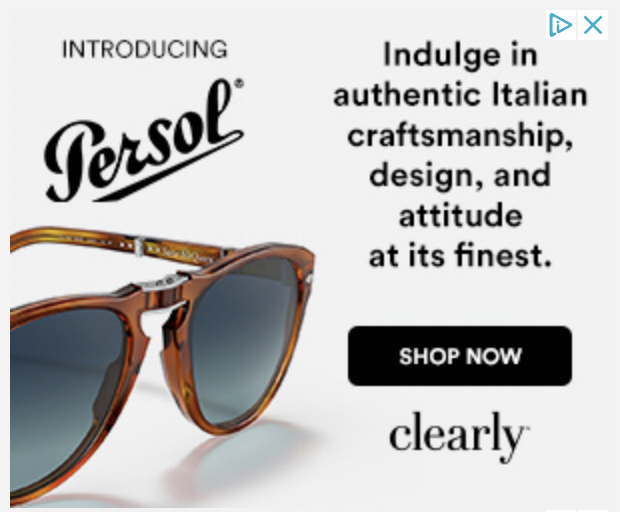 INTRODUCING
Persol®
Indulge in
authentic Italian
craftsmanship,
design, and
attitude
at its finest.
SHOP NOW
clearly